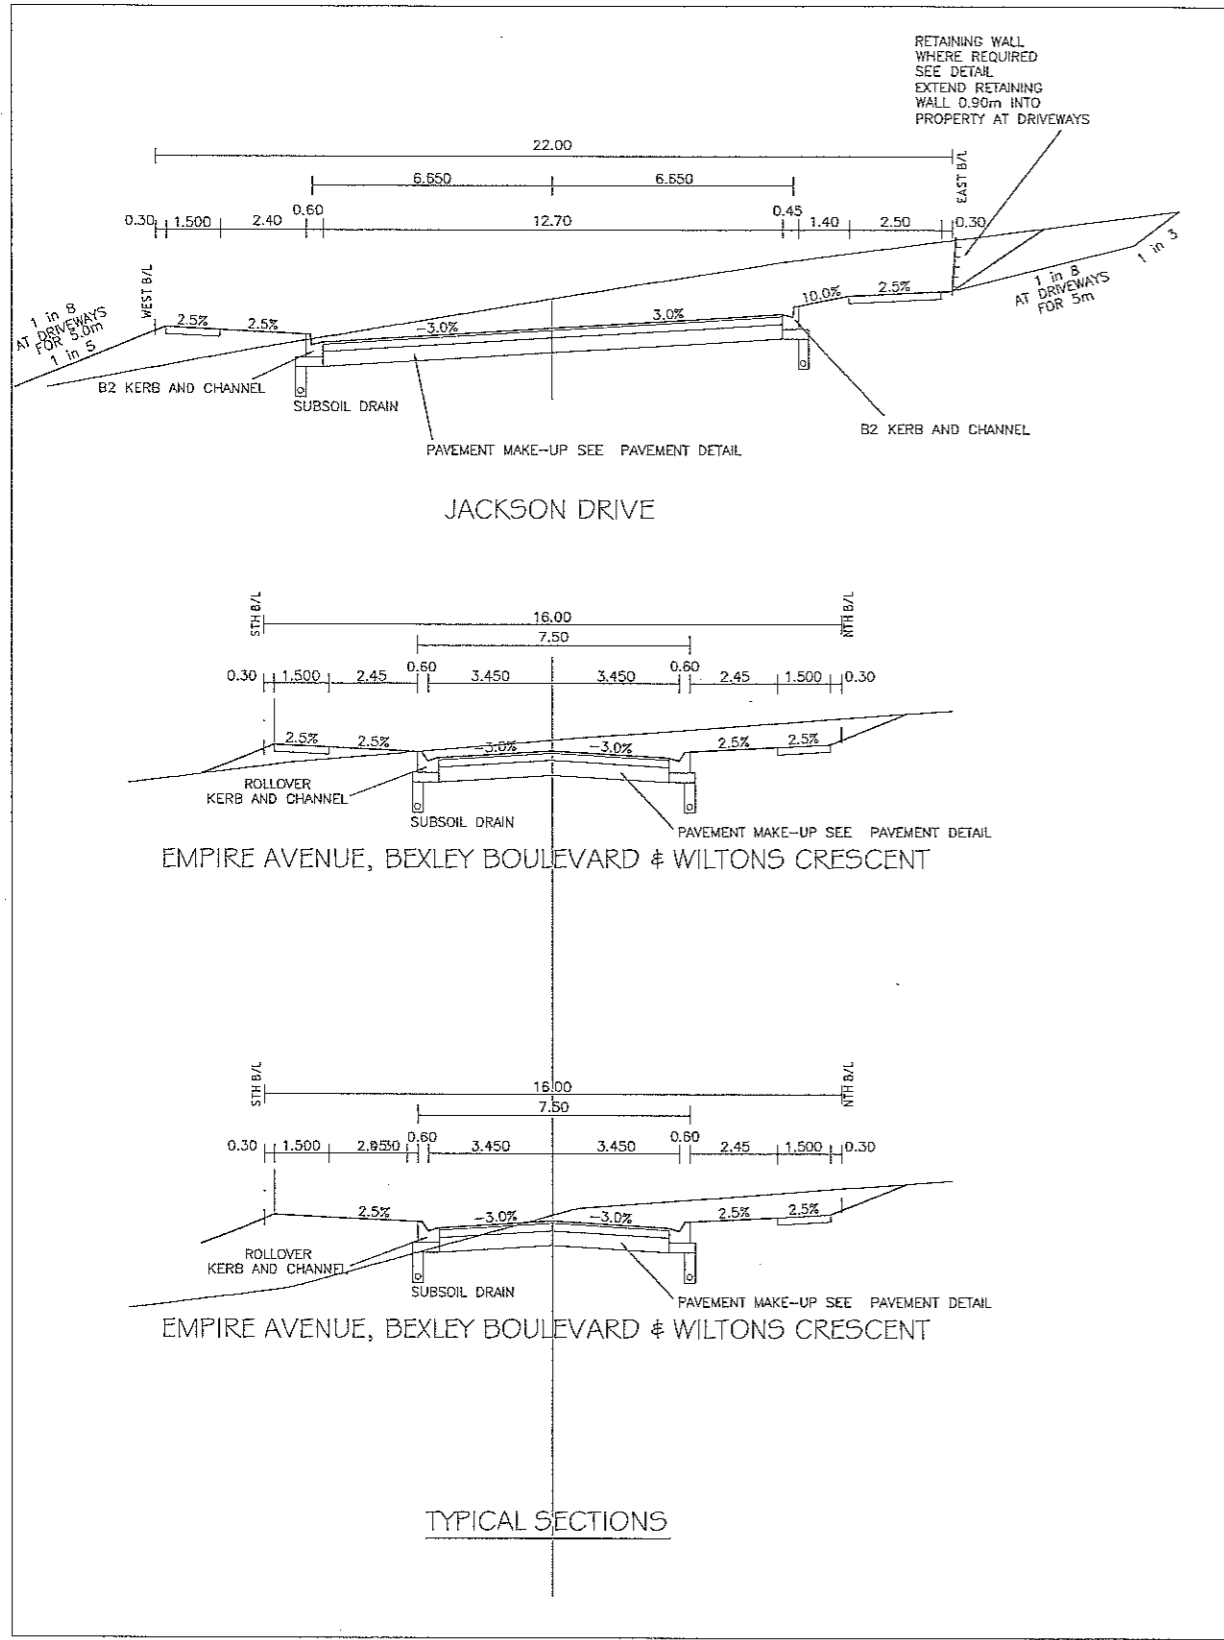 RETAINING WALL
WHERE REQUIRED
SEE DETAIL
EXTEND RETAINING
WALL 0.90m INTO
PROPERTY AT DRIVEWAYS
22.00
EAST B/L
6.650 6.650
0.30 1.500 2.40 0.60 12.70 0.45 1.40 2.50 0.30
WEST B/L
1 in 8
AT DRIVEWAYS
FOR 5.0m
1 in 5
2.5% 2.5% -3.0% 3.0% 10.0% 2.5%
1 in 8
AT DRIVEWAYS
FOR 5m
1 in 3
B2 KERB AND CHANNEL
SUBSOIL DRAIN
B2 KERB AND CHANNEL
PAVEMENT MAKE-UP SEE PAVEMENT DETAIL
JACKSON DRIVE
STH B/L
16.00
NTH B/L
7.50
0.30 1.500 2.45 0.60 3.450 3.450 0.60 2.45 1.500 0.30
2.5% 2.5% -3.0% -3.0% 2.5% 2.5%
ROLLOVER
KERB AND CHANNEL
SUBSOIL DRAIN
PAVEMENT MAKE-UP SEE PAVEMENT DETAIL
EMPIRE AVENUE, BEXLEY BOULEVARD & WILTONS CRESCENT
STH B/L
16.00
NTH B/L
7.50
0.30 1.500 0.60 3.450 3.450 0.60 2.45 1.500 0.30
2.5% -3.0% -3.0% 2.5% 2.5%
ROLLOVER
KERB AND CHANNEL
SUBSOIL DRAIN
PAVEMENT MAKE-UP SEE PAVEMENT DETAIL
EMPIRE AVENUE, BEXLEY BOULEVARD & WILTONS CRESCENT
TYPICAL SECTIONS